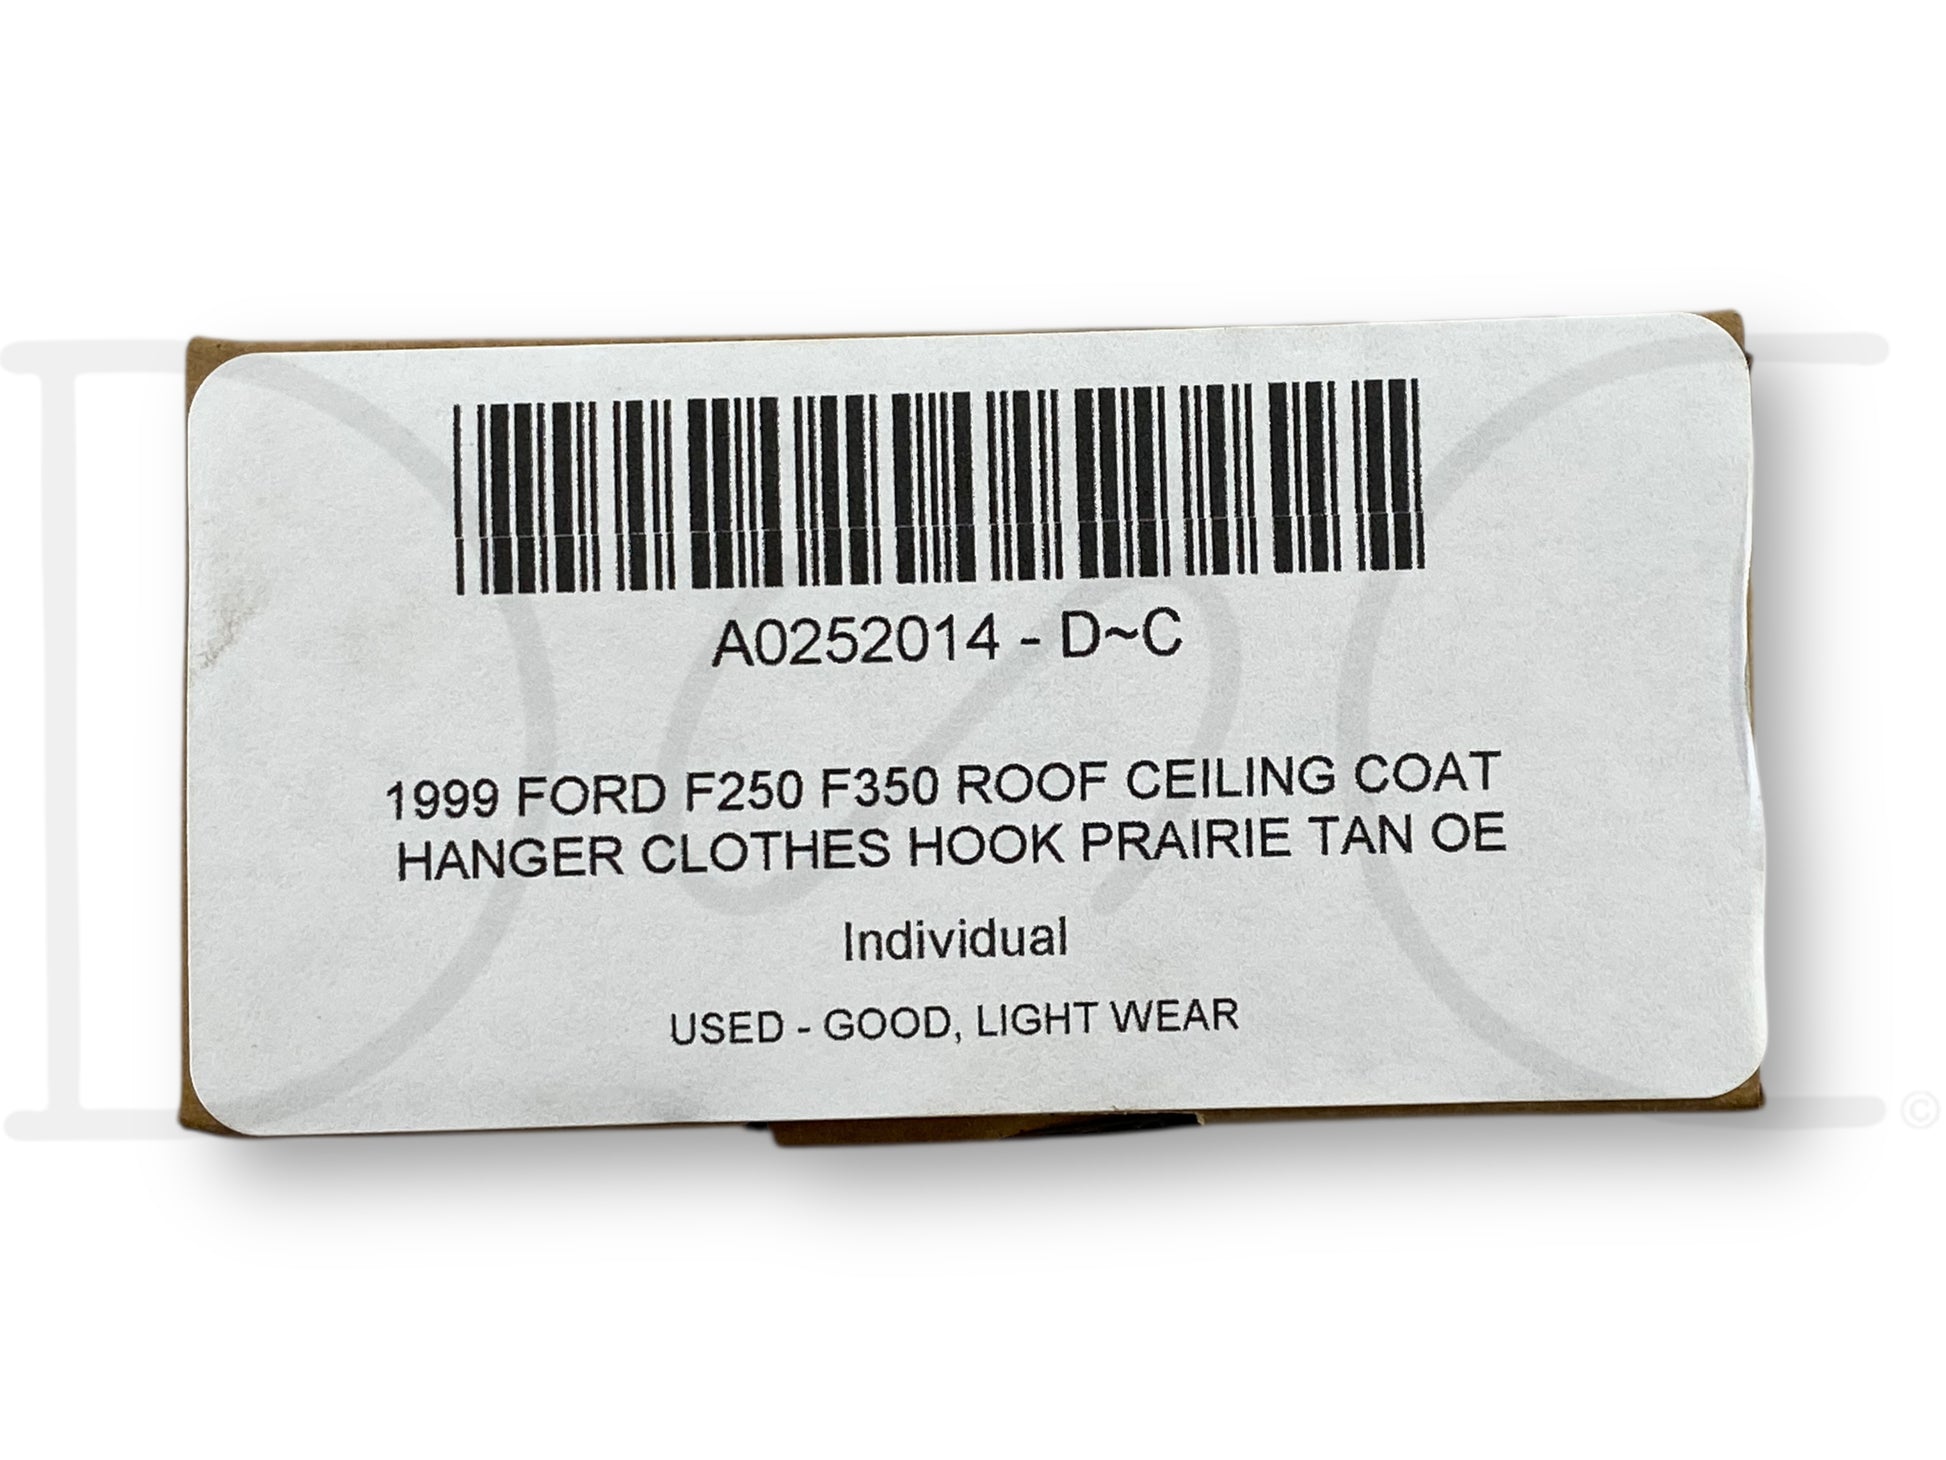 A0252014 - D~C
1999 FORD F250 F350 ROOF CEILING COAT
HANGER CLOTHES HOOK PRAIRIE TAN OE
Individual
USED - GOOD, LIGHT WEAR
D~C
©